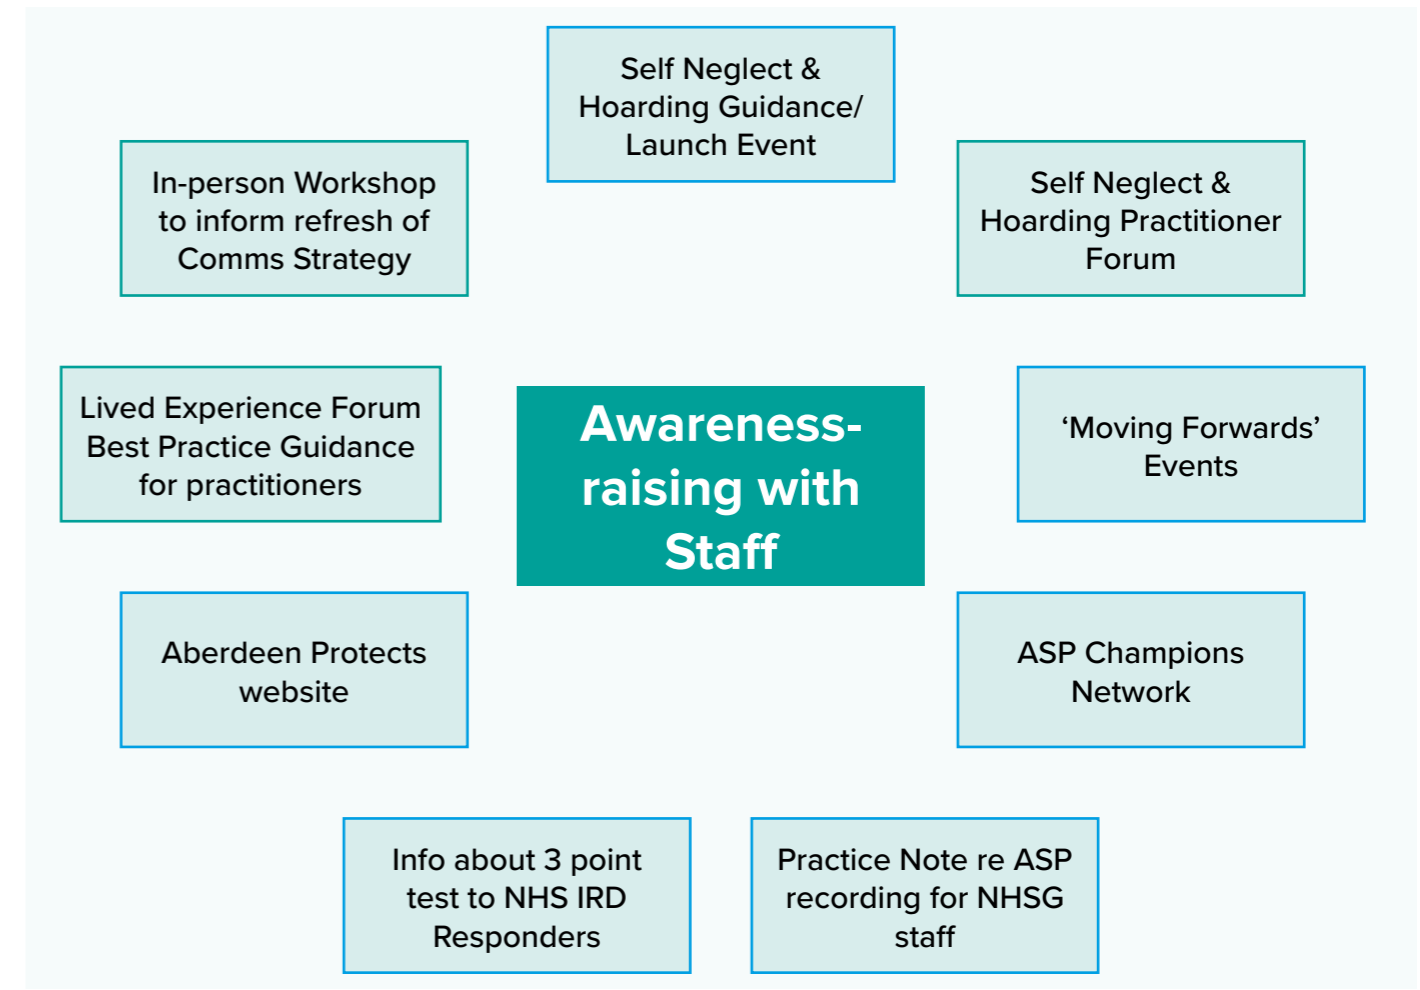 Self Neglect &
Hoarding Guidance/
Launch Event
In-person Workshop
to inform refresh of
Comms Strategy
Self Neglect &
Hoarding Practitioner
Forum
Lived Experience Forum
Best Practice Guidance
for practitioners
Awareness-
raising with
Staff
‘Moving Forwards’
Events
Aberdeen Protects
website
ASP Champions
Network
Info about 3 point
test to NHS IRD
Responders
Practice Note re ASP
recording for NHSG
staff